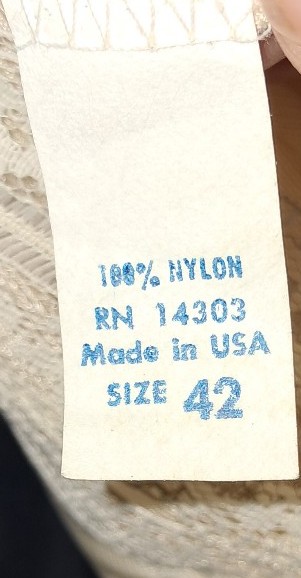 100% NYLON
RN 14303
Made in USA
SIZE 42